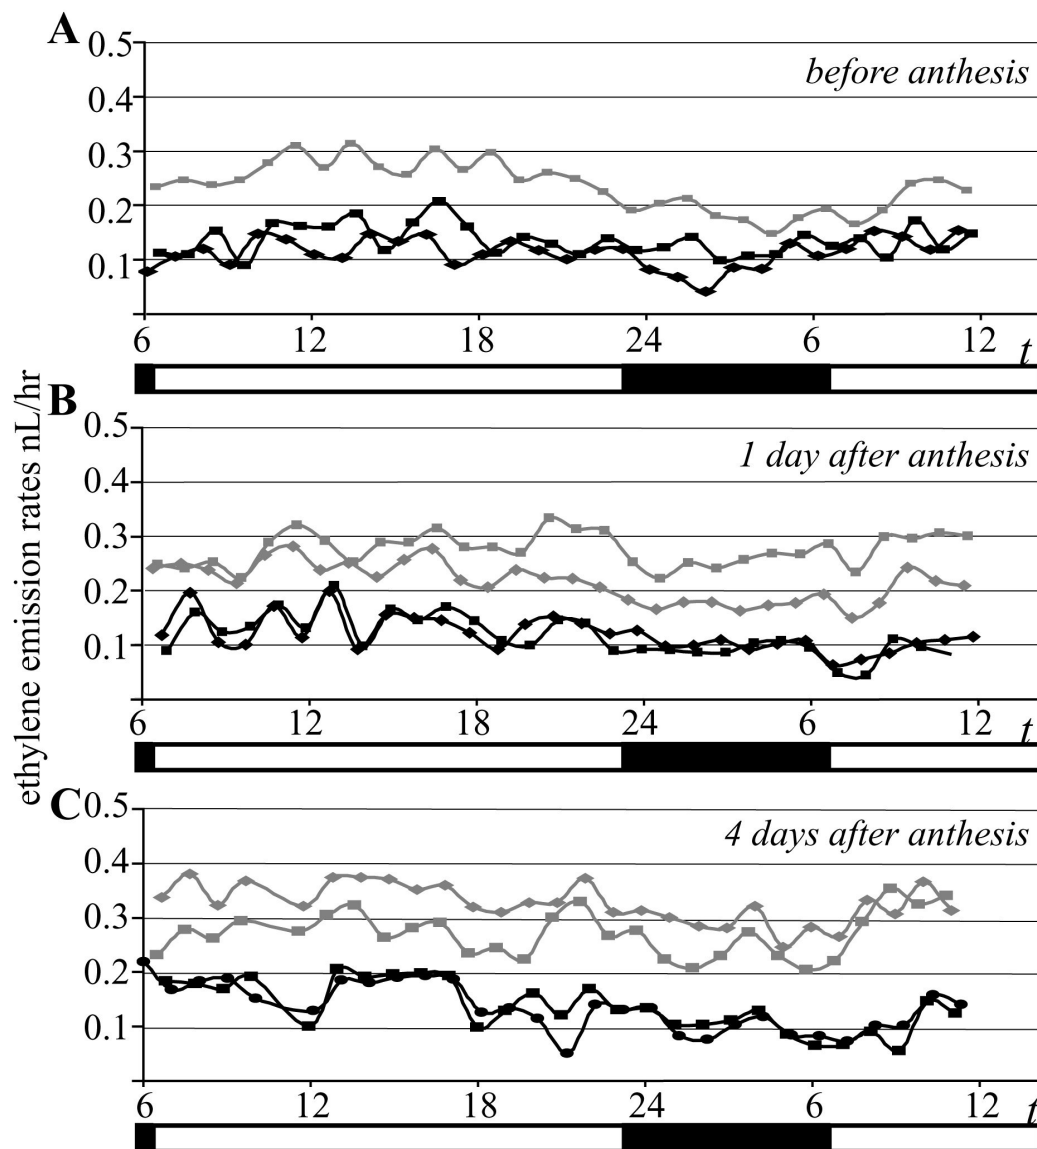 A
0.5
before anthesis
0.4
0.3
0.2
0.1
6 12 18 24 6 12 t
ethylene emission rates nL/hr
B
0.5
1 day after anthesis
0.4
0.3
0.2
0.1
6 12 18 24 6 12 t
C
0.5
4 days after anthesis
0.4
0.3
0.2
0.1
6 12 18 24 6 12 t